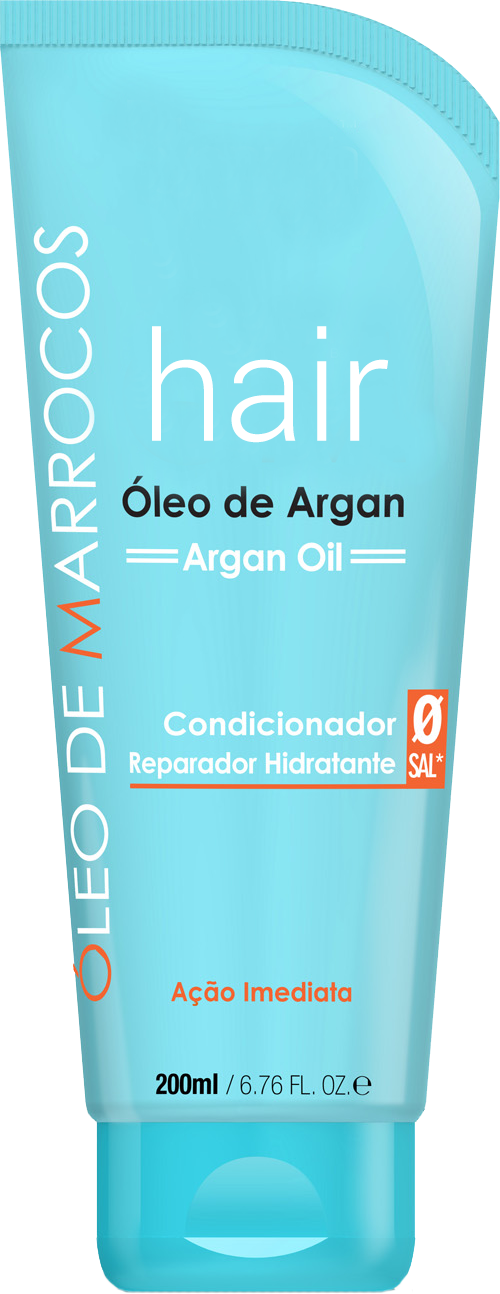 ÓLEO DE MARROCOS
hair
Óleo de Argan
Argan Oil
Condicionador
Reparador Hidratante
0
SAL*
Ação Imediata
200ml / 6.76 FL. OZ.℮